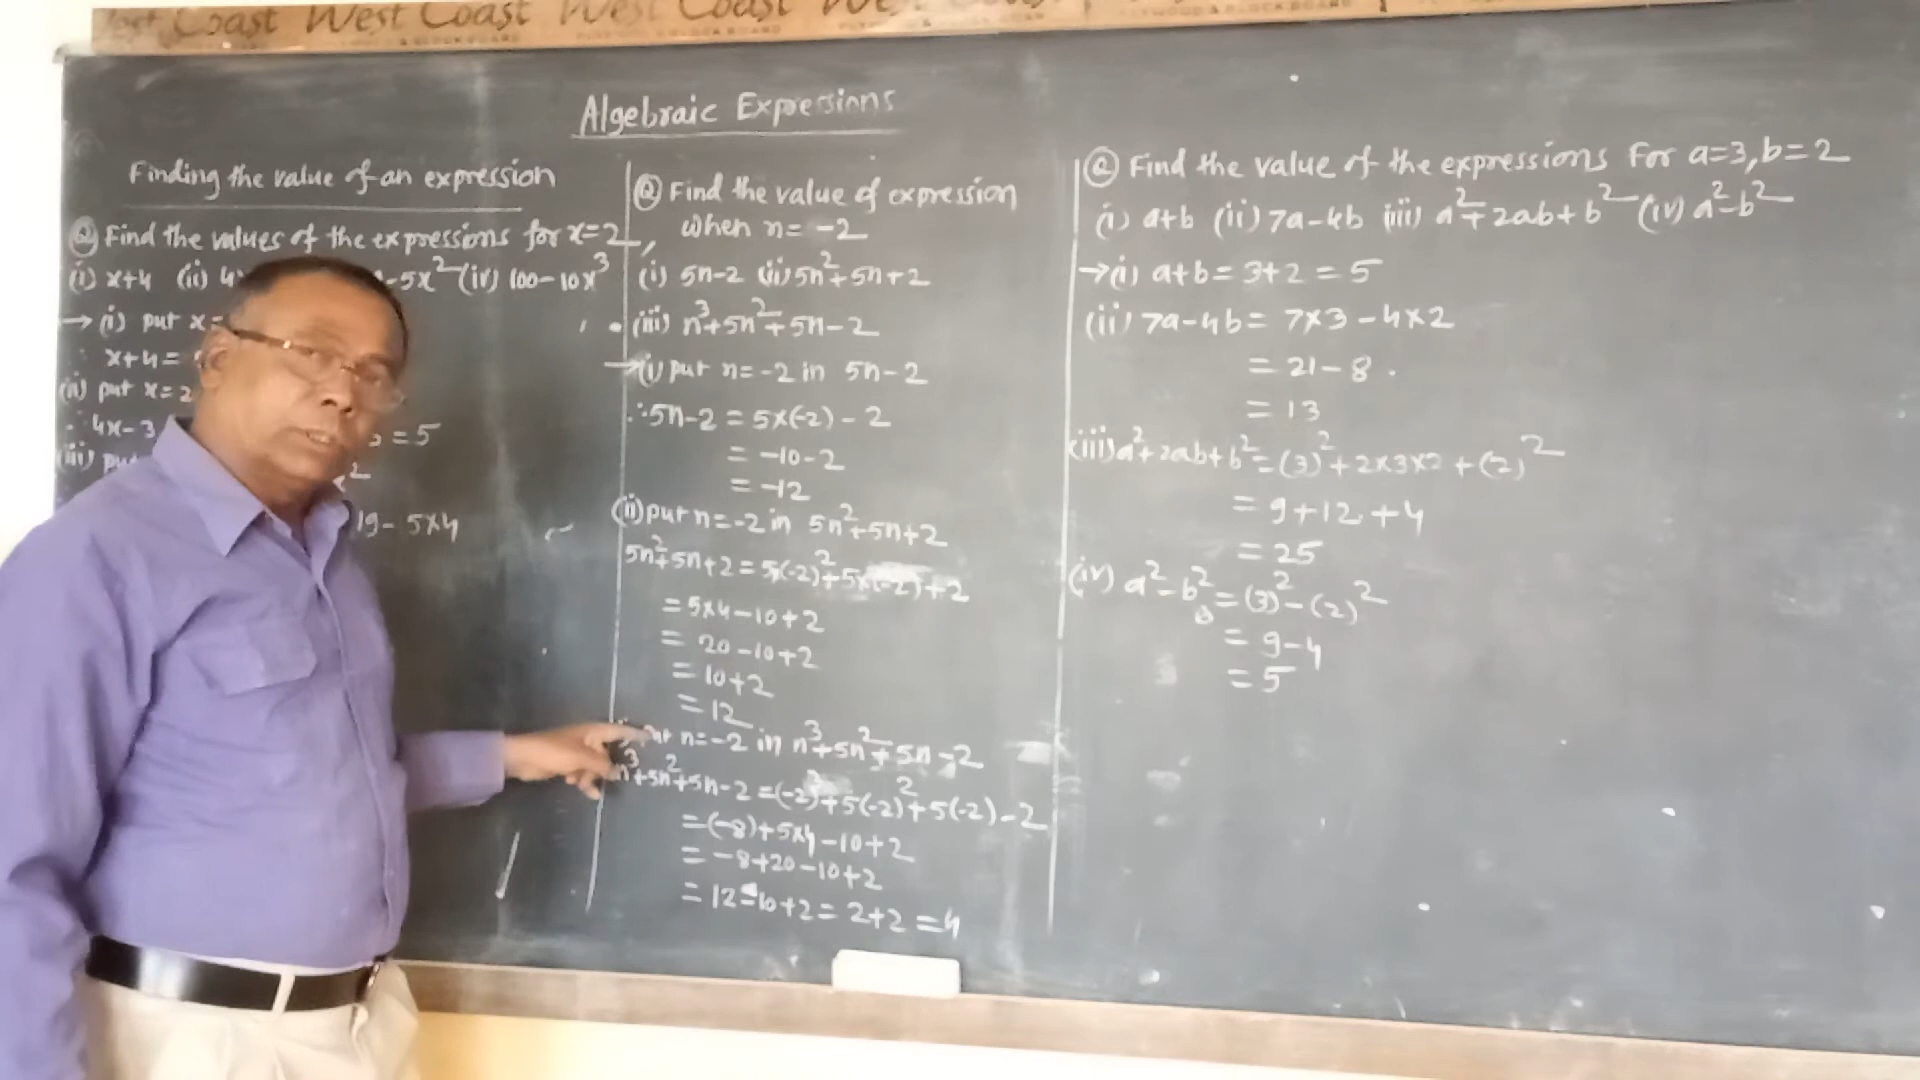 West Coast West Coast West Coast West Coast
Algebraic Expressions
Finding the value of an expression
Q Find the values of the expressions for x=2,
(i) x+4 (ii) 4 -5x² (iv) 100-10x³
→ (i) put x=
x+4=
(ii) put x=2
∴ 4x-3 = 5
(iii) put
19-5×4
Q Find the value of expression
when n=-2
(i) 5n-2 (ii) 5n²+5n+2
(iii) n³+5n²+5n-2
→ (i) put n=-2 in 5n-2
∴ 5n-2 = 5×(-2)-2
= -10-2
= -12
(ii) put n=-2 in 5n²+5n+2
5n²+5n+2 = 5×(-2)²+5×(-2)+2
= 5×4-10+2
= 20-10+2
= 10+2
= 12
put n=-2 in n³+5n²+5n-2
n³+5n²+5n-2 = (-2)³+5(-2)²+5(-2)-2
= (-8)+5×4-10+2
= -8+20-10+2
= 12-10+2 = 2+2 = 4
Q Find the value of the expressions For a=3, b=2
(i) a+b (ii) 7a-4b (iii) a²+2ab+b² (iv) a²-b²
→ (i) a+b = 3+2 = 5
(ii) 7a-4b = 7×3-4×2
= 21-8.
= 13
(iii) a²+2ab+b² = (3)²+2×3×2+(2)²
= 9+12+4
= 25
(iv) a²-b² = (3)²-(2)²
= 9-4
= 5